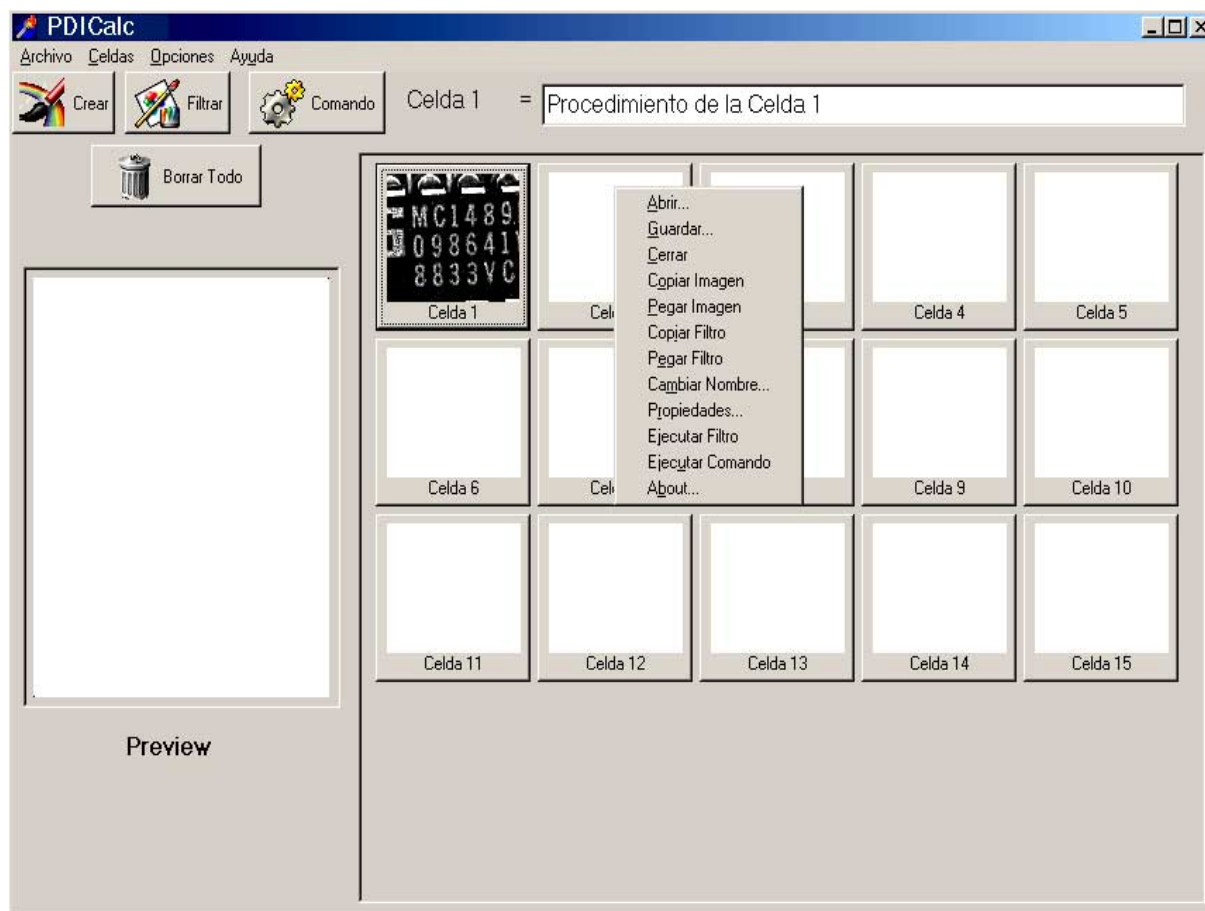 PDICalc
Archivo Celdas Opciones Ayuda
Crear Filtrar Comando Celda 1 = Procedimiento de la Celda 1
Borrar Todo
MC1489
098641
8833VC
Celda 1 Celda 4 Celda 5
Abrir...
Guardar...
Cerrar
Copiar Imagen
Pegar Imagen
Copiar Filtro
Pegar Filtro
Cambiar Nombre...
Propiedades...
Ejecutar Filtro
Ejecutar Comando
About...
Celda 6 Celda 9 Celda 10
Celda 11 Celda 12 Celda 13 Celda 14 Celda 15
Preview